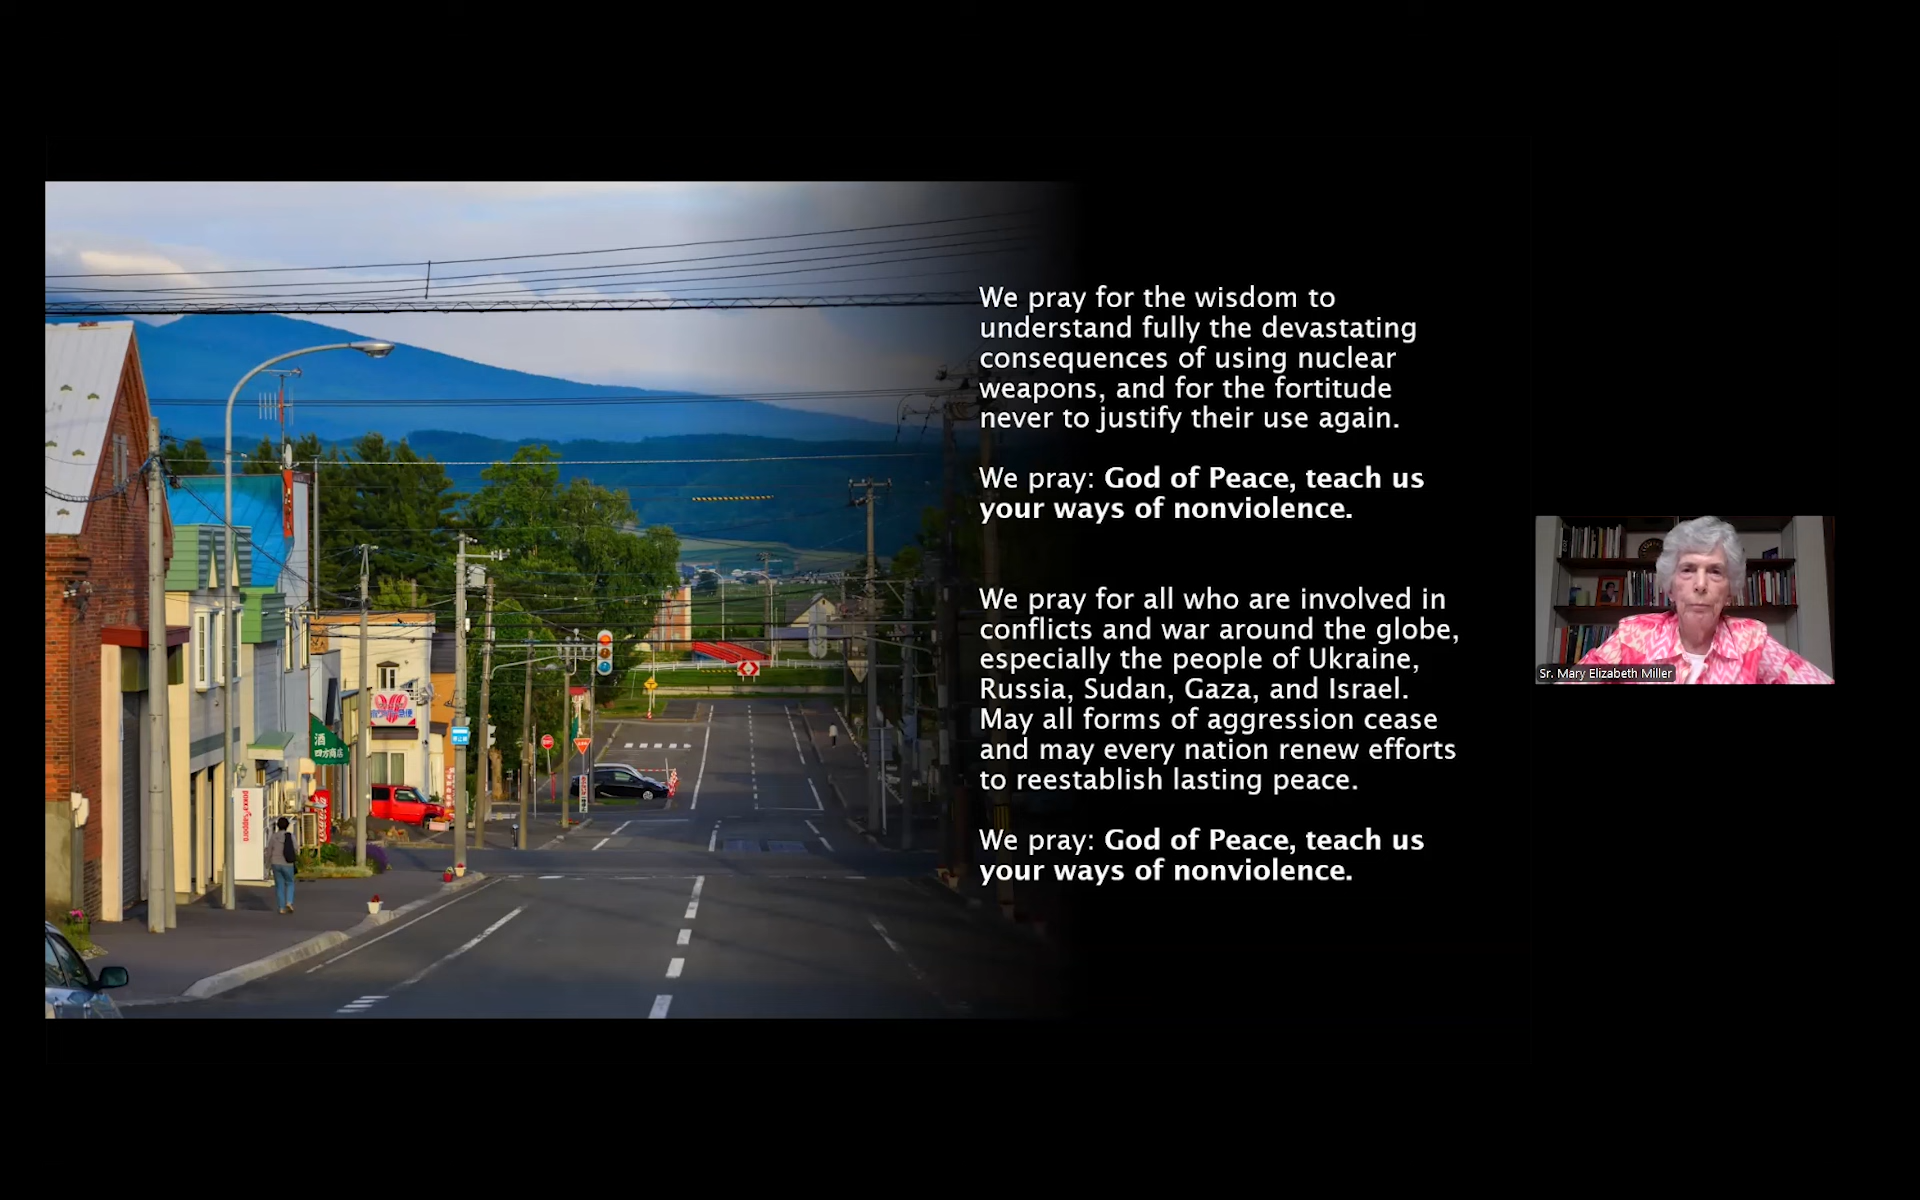 We pray for the wisdom to
understand fully the devastating
consequences of using nuclear
weapons, and for the fortitude
never to justify their use again.
We pray: God of Peace, teach us
your ways of nonviolence.
We pray for all who are involved in
conflicts and war around the globe,
especially the people of Ukraine,
Russia, Sudan, Gaza, and Israel.
May all forms of aggression cease
and may every nation renew efforts
to reestablish lasting peace.
We pray: God of Peace, teach us
your ways of nonviolence.
Sr. Mary Elizabeth Miller
酒
四方商店